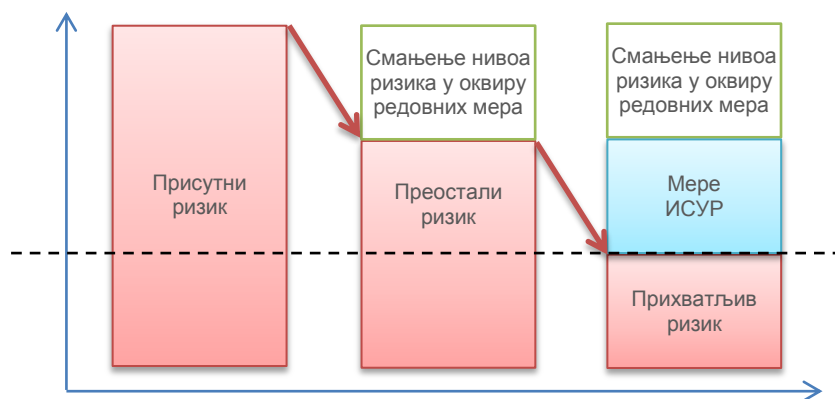 Присутни
ризик
Смањење нивоа
ризика у оквиру
редовних мера
Преостали
ризик
Смањење нивоа
ризика у оквиру
редовних мера
Мере
ИСУР
Прихватљив
ризик